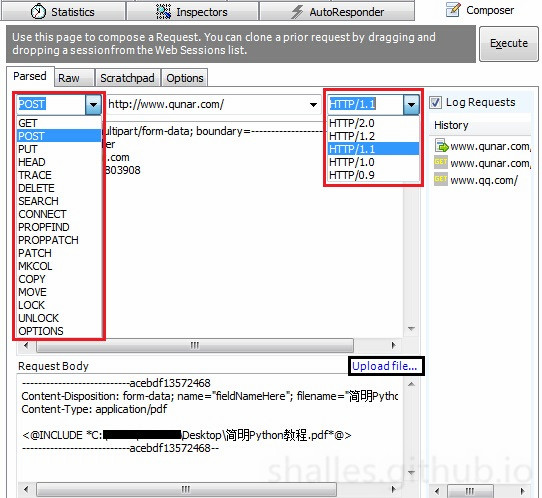 Statistics
Inspectors
AutoResponder
Composer
Use this page to compose a Request. You can clone a prior request by dragging and
dropping a session from the Web Sessions list.
Execute
Parsed
Raw
Scratchpad
Options
POST
http://www.qunar.com/
HTTP/1.1
Log Requests
GET
POST
PUT
HEAD
TRACE
DELETE
SEARCH
CONNECT
PROPFIND
PROPPATCH
PATCH
MKCOL
COPY
MOVE
LOCK
UNLOCK
OPTIONS
multipart/form-data; boundary=-------------------------
.com
803908
HTTP/2.0
HTTP/1.2
HTTP/1.1
HTTP/1.0
HTTP/0.9
History
www.qunar.com
GET www.qunar.com
GET www.qq.com/
Request Body
Upload file...
---------------------------acebdf13572468
Content-Disposition: form-data; name="fieldNameHere"; filename="简明Pytho
Content-Type: application/pdf
<@INCLUDE *C:\
\Desktop\简明Python教程.pdf*@>
---------------------------acebdf13572468--
shalles.github.io